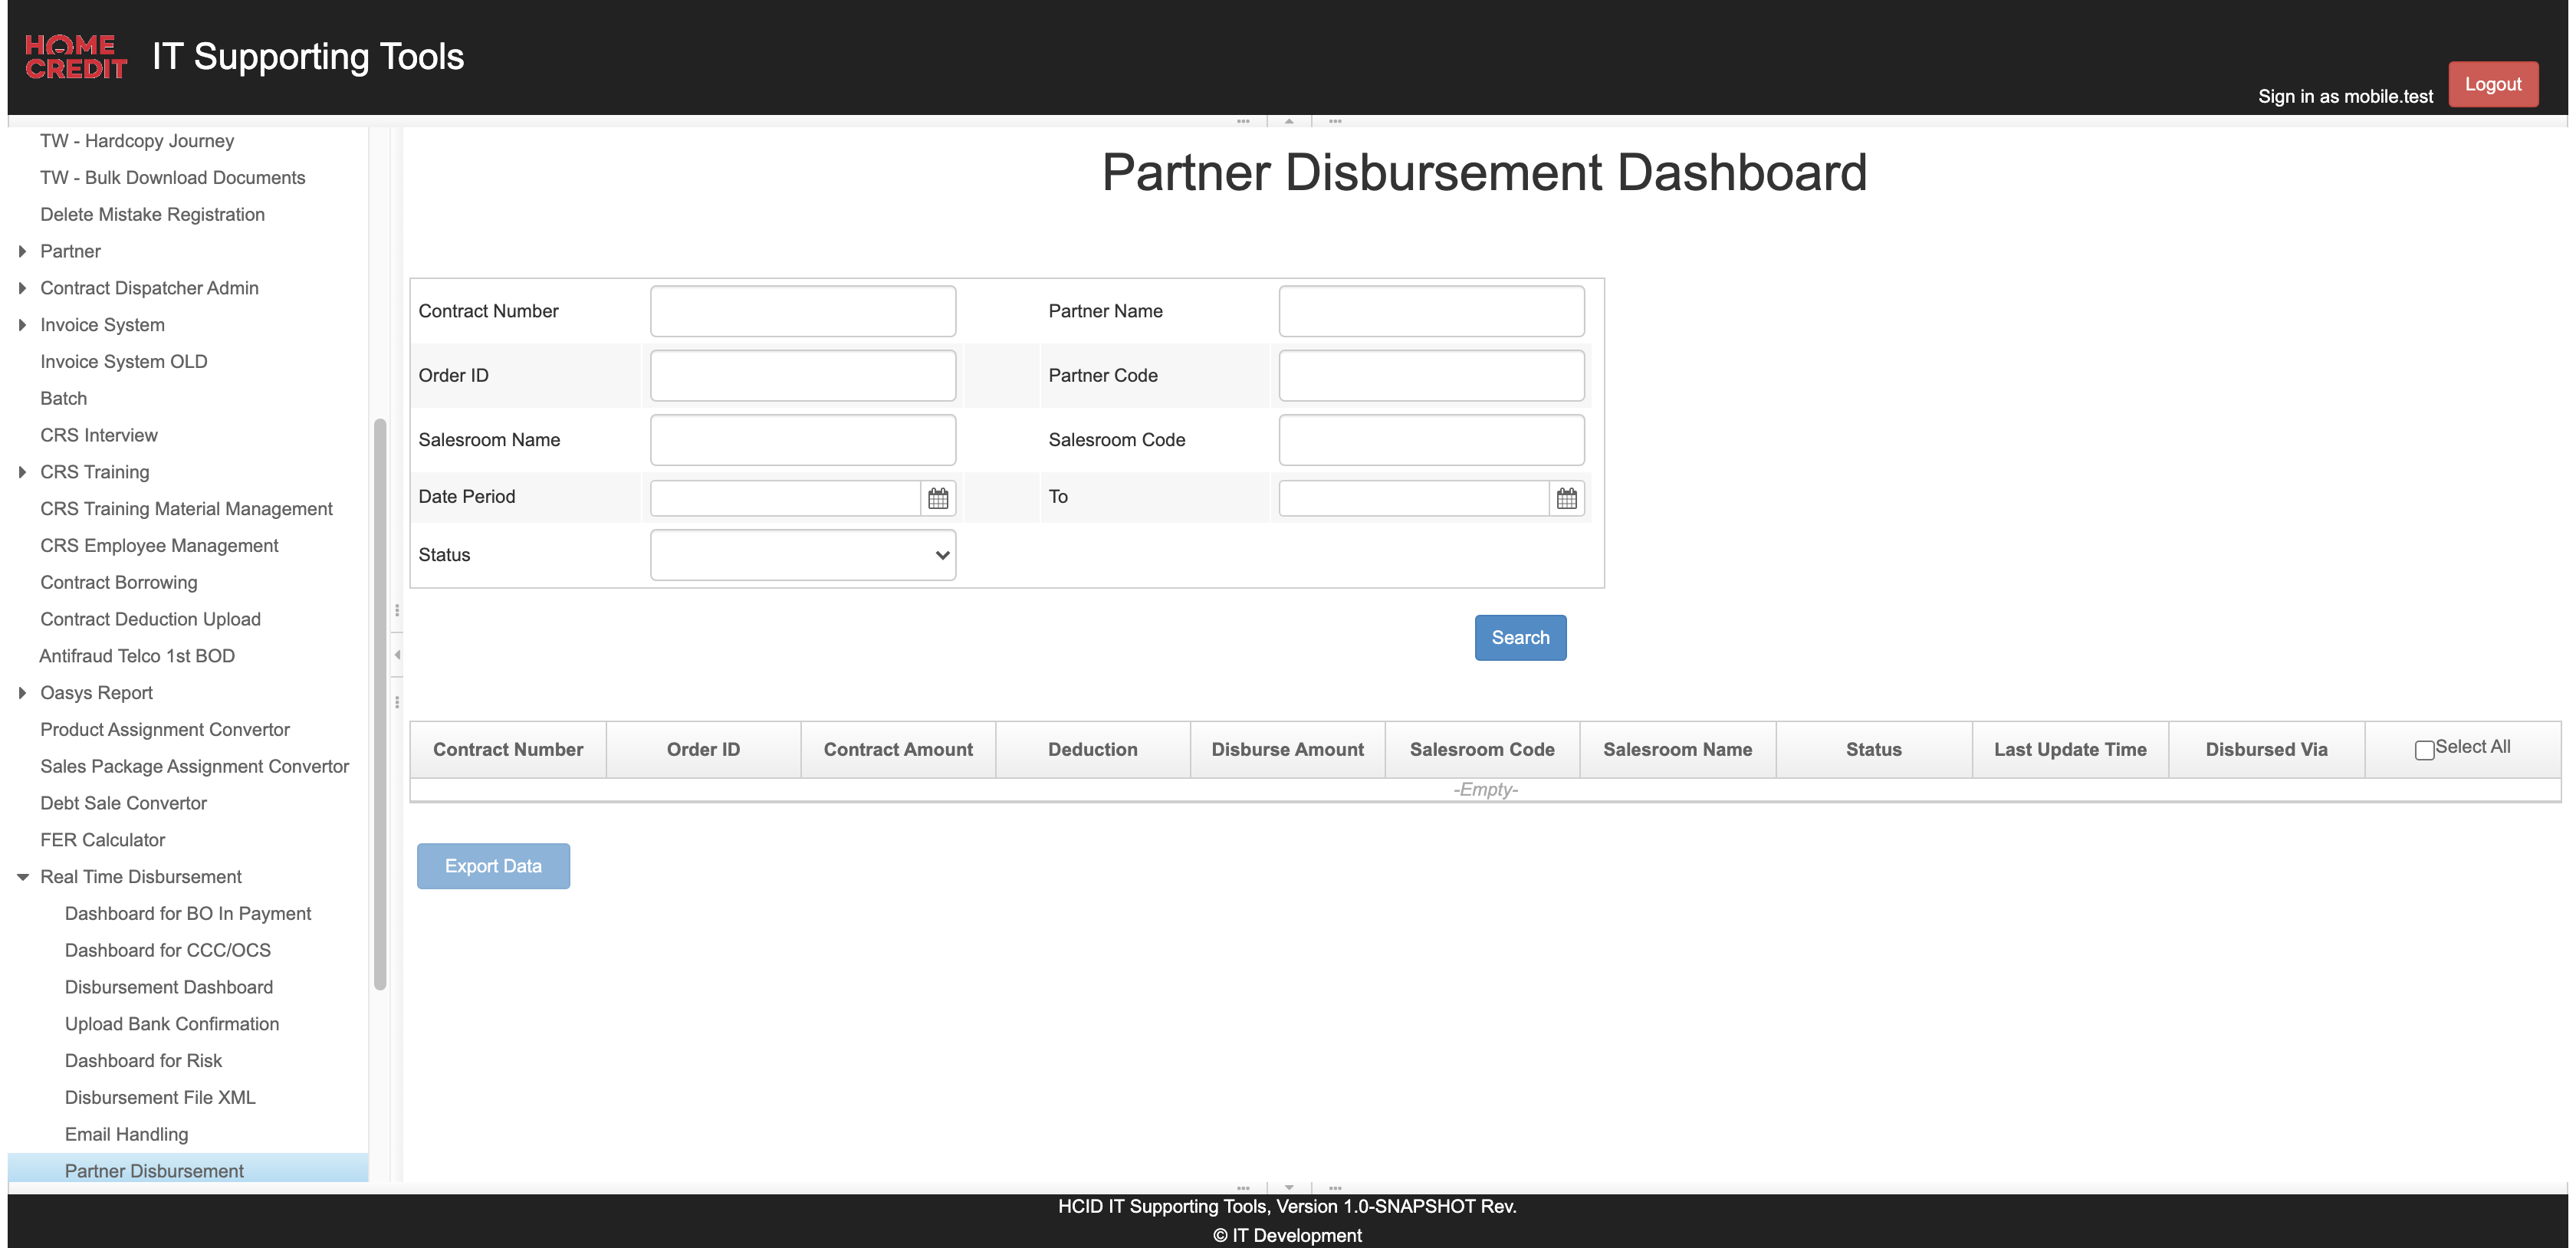 HOME
CREDIT
IT Supporting Tools
Sign in as mobile.test
Logout
TW - Hardcopy Journey
TW - Bulk Download Documents
Delete Mistake Registration
Partner
Contract Dispatcher Admin
Invoice System
Invoice System OLD
Batch
CRS Interview
CRS Training
CRS Training Material Management
CRS Employee Management
Contract Borrowing
Contract Deduction Upload
Antifraud Telco 1st BOD
Oasys Report
Product Assignment Convertor
Sales Package Assignment Convertor
Debt Sale Convertor
FER Calculator
Real Time Disbursement
Dashboard for BO In Payment
Dashboard for CCC/OCS
Disbursement Dashboard
Upload Bank Confirmation
Dashboard for Risk
Disbursement File XML
Email Handling
Partner Disbursement
Partner Disbursement Dashboard
Contract Number Partner Name
Order ID Partner Code
Salesroom Name Salesroom Code
Date Period To
Status
Search
Contract Number Order ID Contract Amount Deduction Disburse Amount Salesroom Code Salesroom Name Status Last Update Time Disbursed Via Select All
-Empty-
Export Data
HCID IT Supporting Tools, Version 1.0-SNAPSHOT Rev.
© IT Development